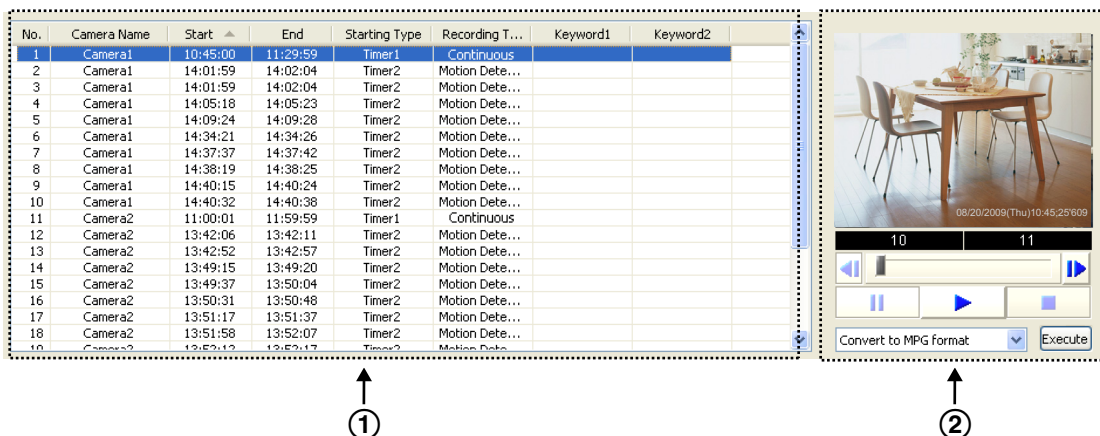 No. Camera Name Start End Starting Type Recording T... Keyword1 Keyword2
1 Camera1 10:45:00 11:29:59 Timer1 Continuous
2 Camera1 14:01:59 14:02:04 Timer2 Motion Dete...
3 Camera1 14:01:59 14:02:04 Timer2 Motion Dete...
4 Camera1 14:05:18 14:05:23 Timer2 Motion Dete...
5 Camera1 14:09:24 14:09:28 Timer2 Motion Dete...
6 Camera1 14:34:21 14:34:26 Timer2 Motion Dete...
7 Camera1 14:37:37 14:37:42 Timer2 Motion Dete...
8 Camera1 14:38:19 14:38:25 Timer2 Motion Dete...
9 Camera1 14:40:15 14:40:24 Timer2 Motion Dete...
10 Camera1 14:40:32 14:40:38 Timer2 Motion Dete...
11 Camera2 11:00:01 11:59:59 Timer1 Continuous
12 Camera2 13:42:06 13:42:11 Timer2 Motion Dete...
13 Camera2 13:42:52 13:42:57 Timer2 Motion Dete...
14 Camera2 13:49:15 13:49:20 Timer2 Motion Dete...
15 Camera2 13:49:37 13:50:04 Timer2 Motion Dete...
16 Camera2 13:50:31 13:50:48 Timer2 Motion Dete...
17 Camera2 13:51:17 13:51:37 Timer2 Motion Dete...
18 Camera2 13:51:58 13:52:07 Timer2 Motion Dete...
19 Camera2 13:52:12 13:52:17 Timer2 Motion Dete...
08/20/2009(Thu)10:45;25'609
10 11
Convert to MPG format Execute
① ②